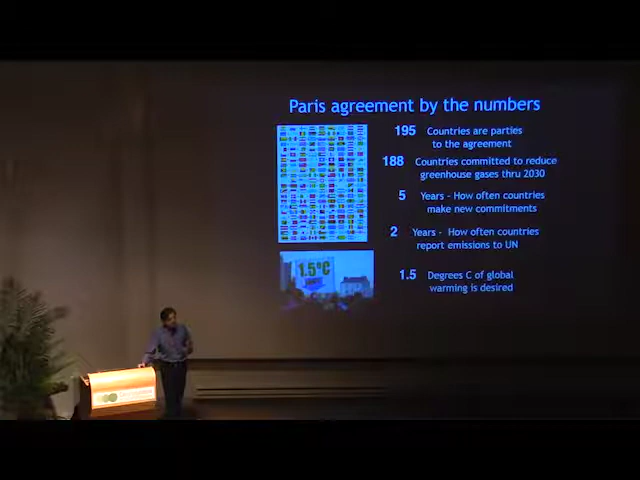 Paris agreement by the numbers
195 Countries are parties
to the agreement
188 Countries committed to reduce
greenhouse gases thru 2030
5 Years - How often countries
make new commitments
2 Years - How often countries
report emissions to UN
1.5 Degrees C of global
warming is desired
1.5°C